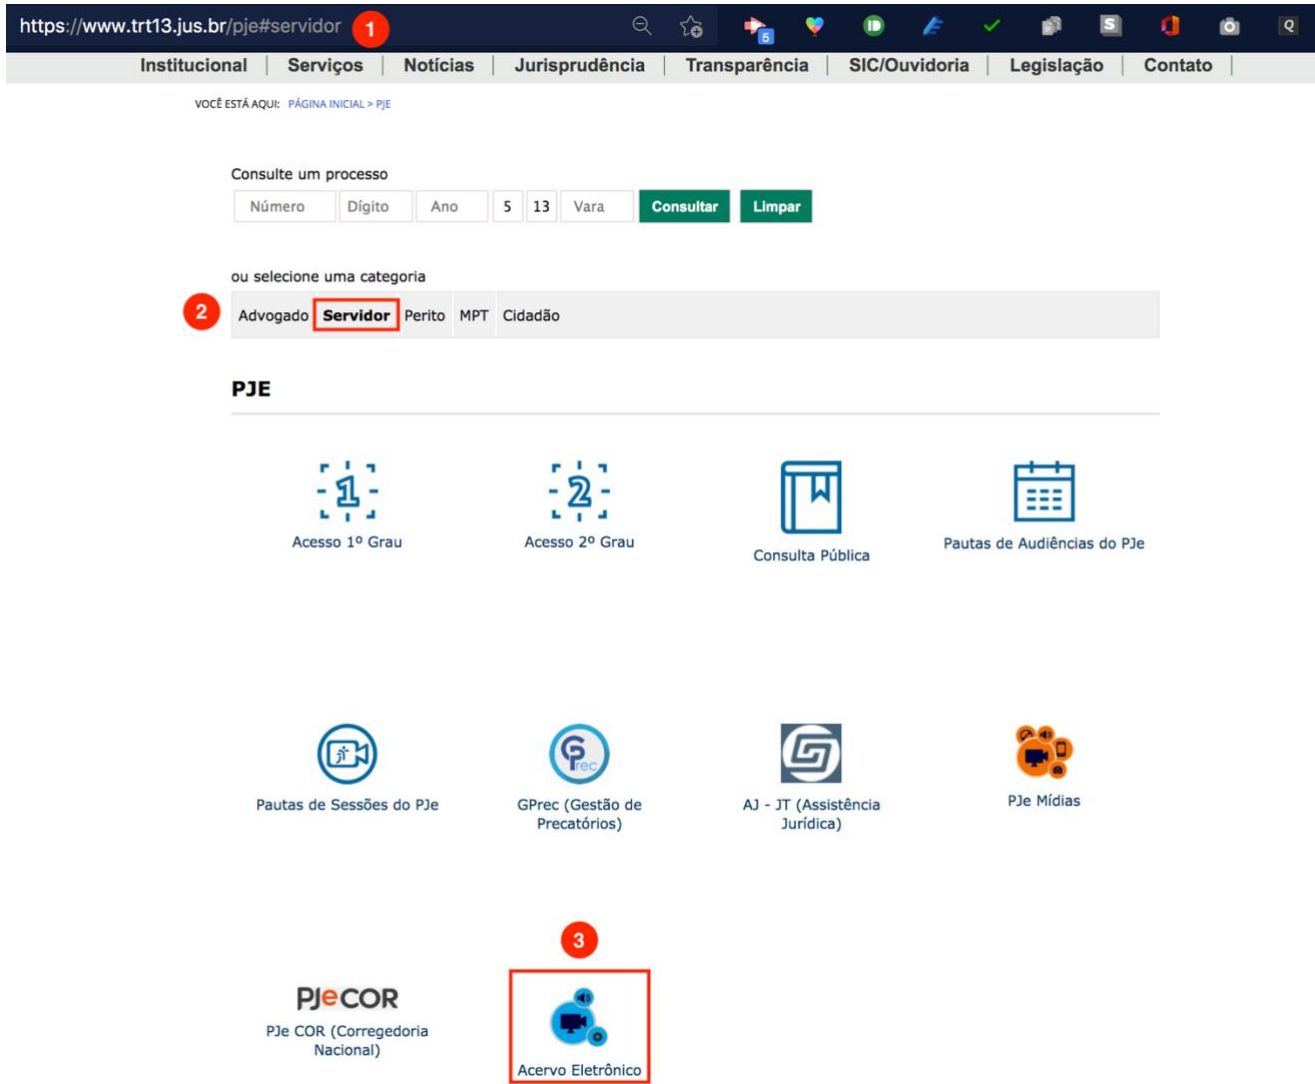 https://www.trt13.jus.br/pje#servidor 1 5 S Q
Institucional | Serviços | Notícias | Jurisprudência | Transparência | SIC/Ouvidoria | Legislação | Contato |
VOCÊ ESTÁ AQUI: PÁGINA INICIAL > PJE
Consulte um processo
Número Dígito Ano 5 13 Vara Consultar Limpar
ou selecione uma categoria
2 Advogado Servidor Perito MPT Cidadão
PJE
1 2
Acesso 1º Grau Acesso 2º Grau
Consulta Pública
Pautas de Audiências do PJe
GPrec
Pautas de Sessões do PJe
GPrec (Gestão de
Precatórios)
AJ - JT (Assistência
Jurídica)
PJe Mídias
3
PJeCOR
PJe COR (Corregedoria
Nacional)
Acervo Eletrônico